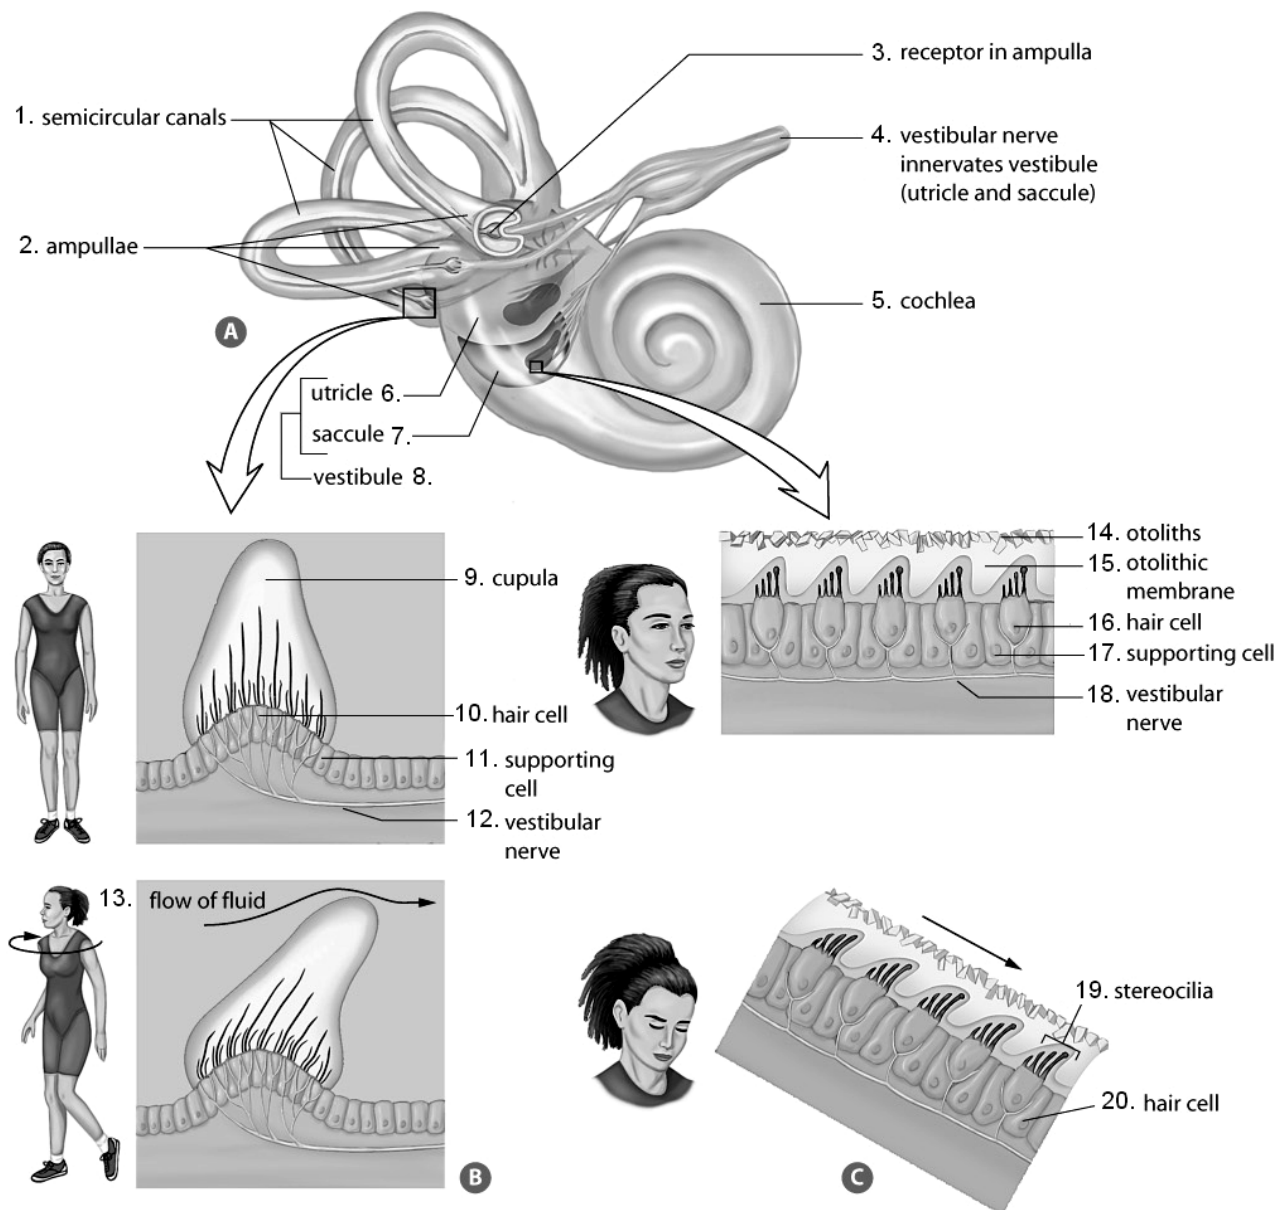 3. receptor in ampulla
1. semicircular canals
4. vestibular nerve
innervates vestibule
(utricle and saccule)
2. ampullae
5. cochlea
A
utricle 6.
saccule 7.
vestibule 8.
9. cupula
10. hair cell
11. supporting
cell
12. vestibular
nerve
14. otoliths
15. otolithic
membrane
16. hair cell
17. supporting cell
18. vestibular
nerve
13. flow of fluid
B
19. stereocilia
20. hair cell
C